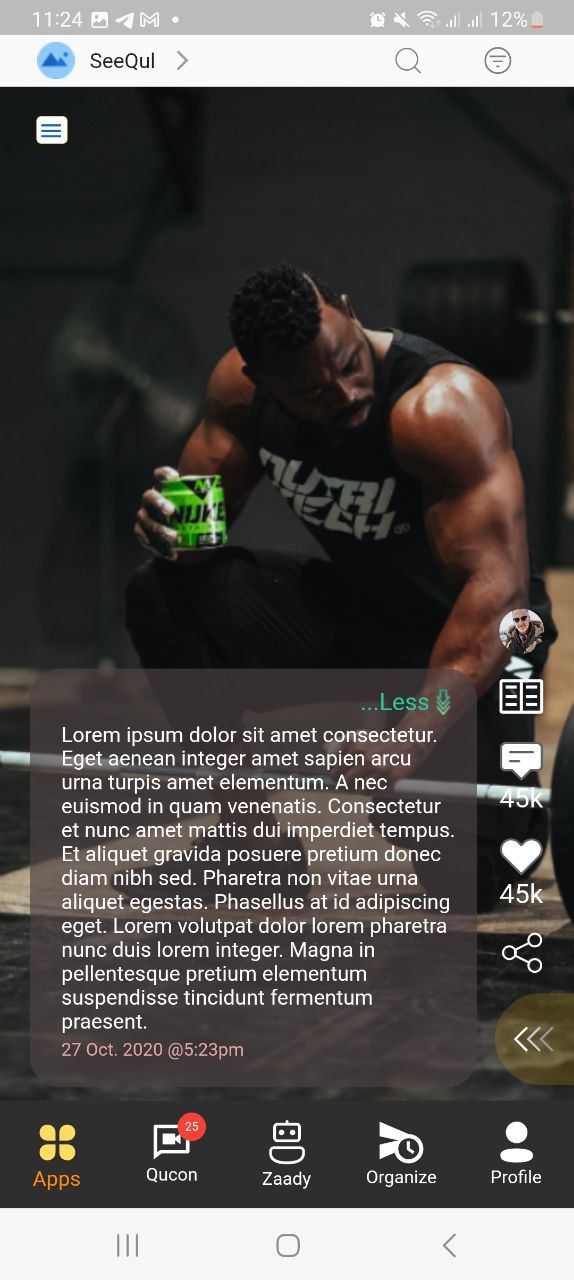 11:24
12%
SeeQul
NUKE
NUTRI
TECH
...Less
Lorem ipsum dolor sit amet consectetur.
Eget aenean integer amet sapien arcu
urna turpis amet elementum. A nec
euismod in quam venenatis. Consectetur
et nunc amet mattis dui imperdiet tempus.
Et aliquet gravida posuere pretium donec
diam nibh sed. Pharetra non vitae urna
aliquet egestas. Phasellus at id adipiscing
eget. Lorem volutpat dolor lorem pharetra
nunc duis lorem integer. Magna in
pellentesque pretium elementum
suspendisse tincidunt fermentum
praesent.
27 Oct. 2020 @5:23pm
45k
45k
25
Apps
Qucon
Zaady
Organize
Profile